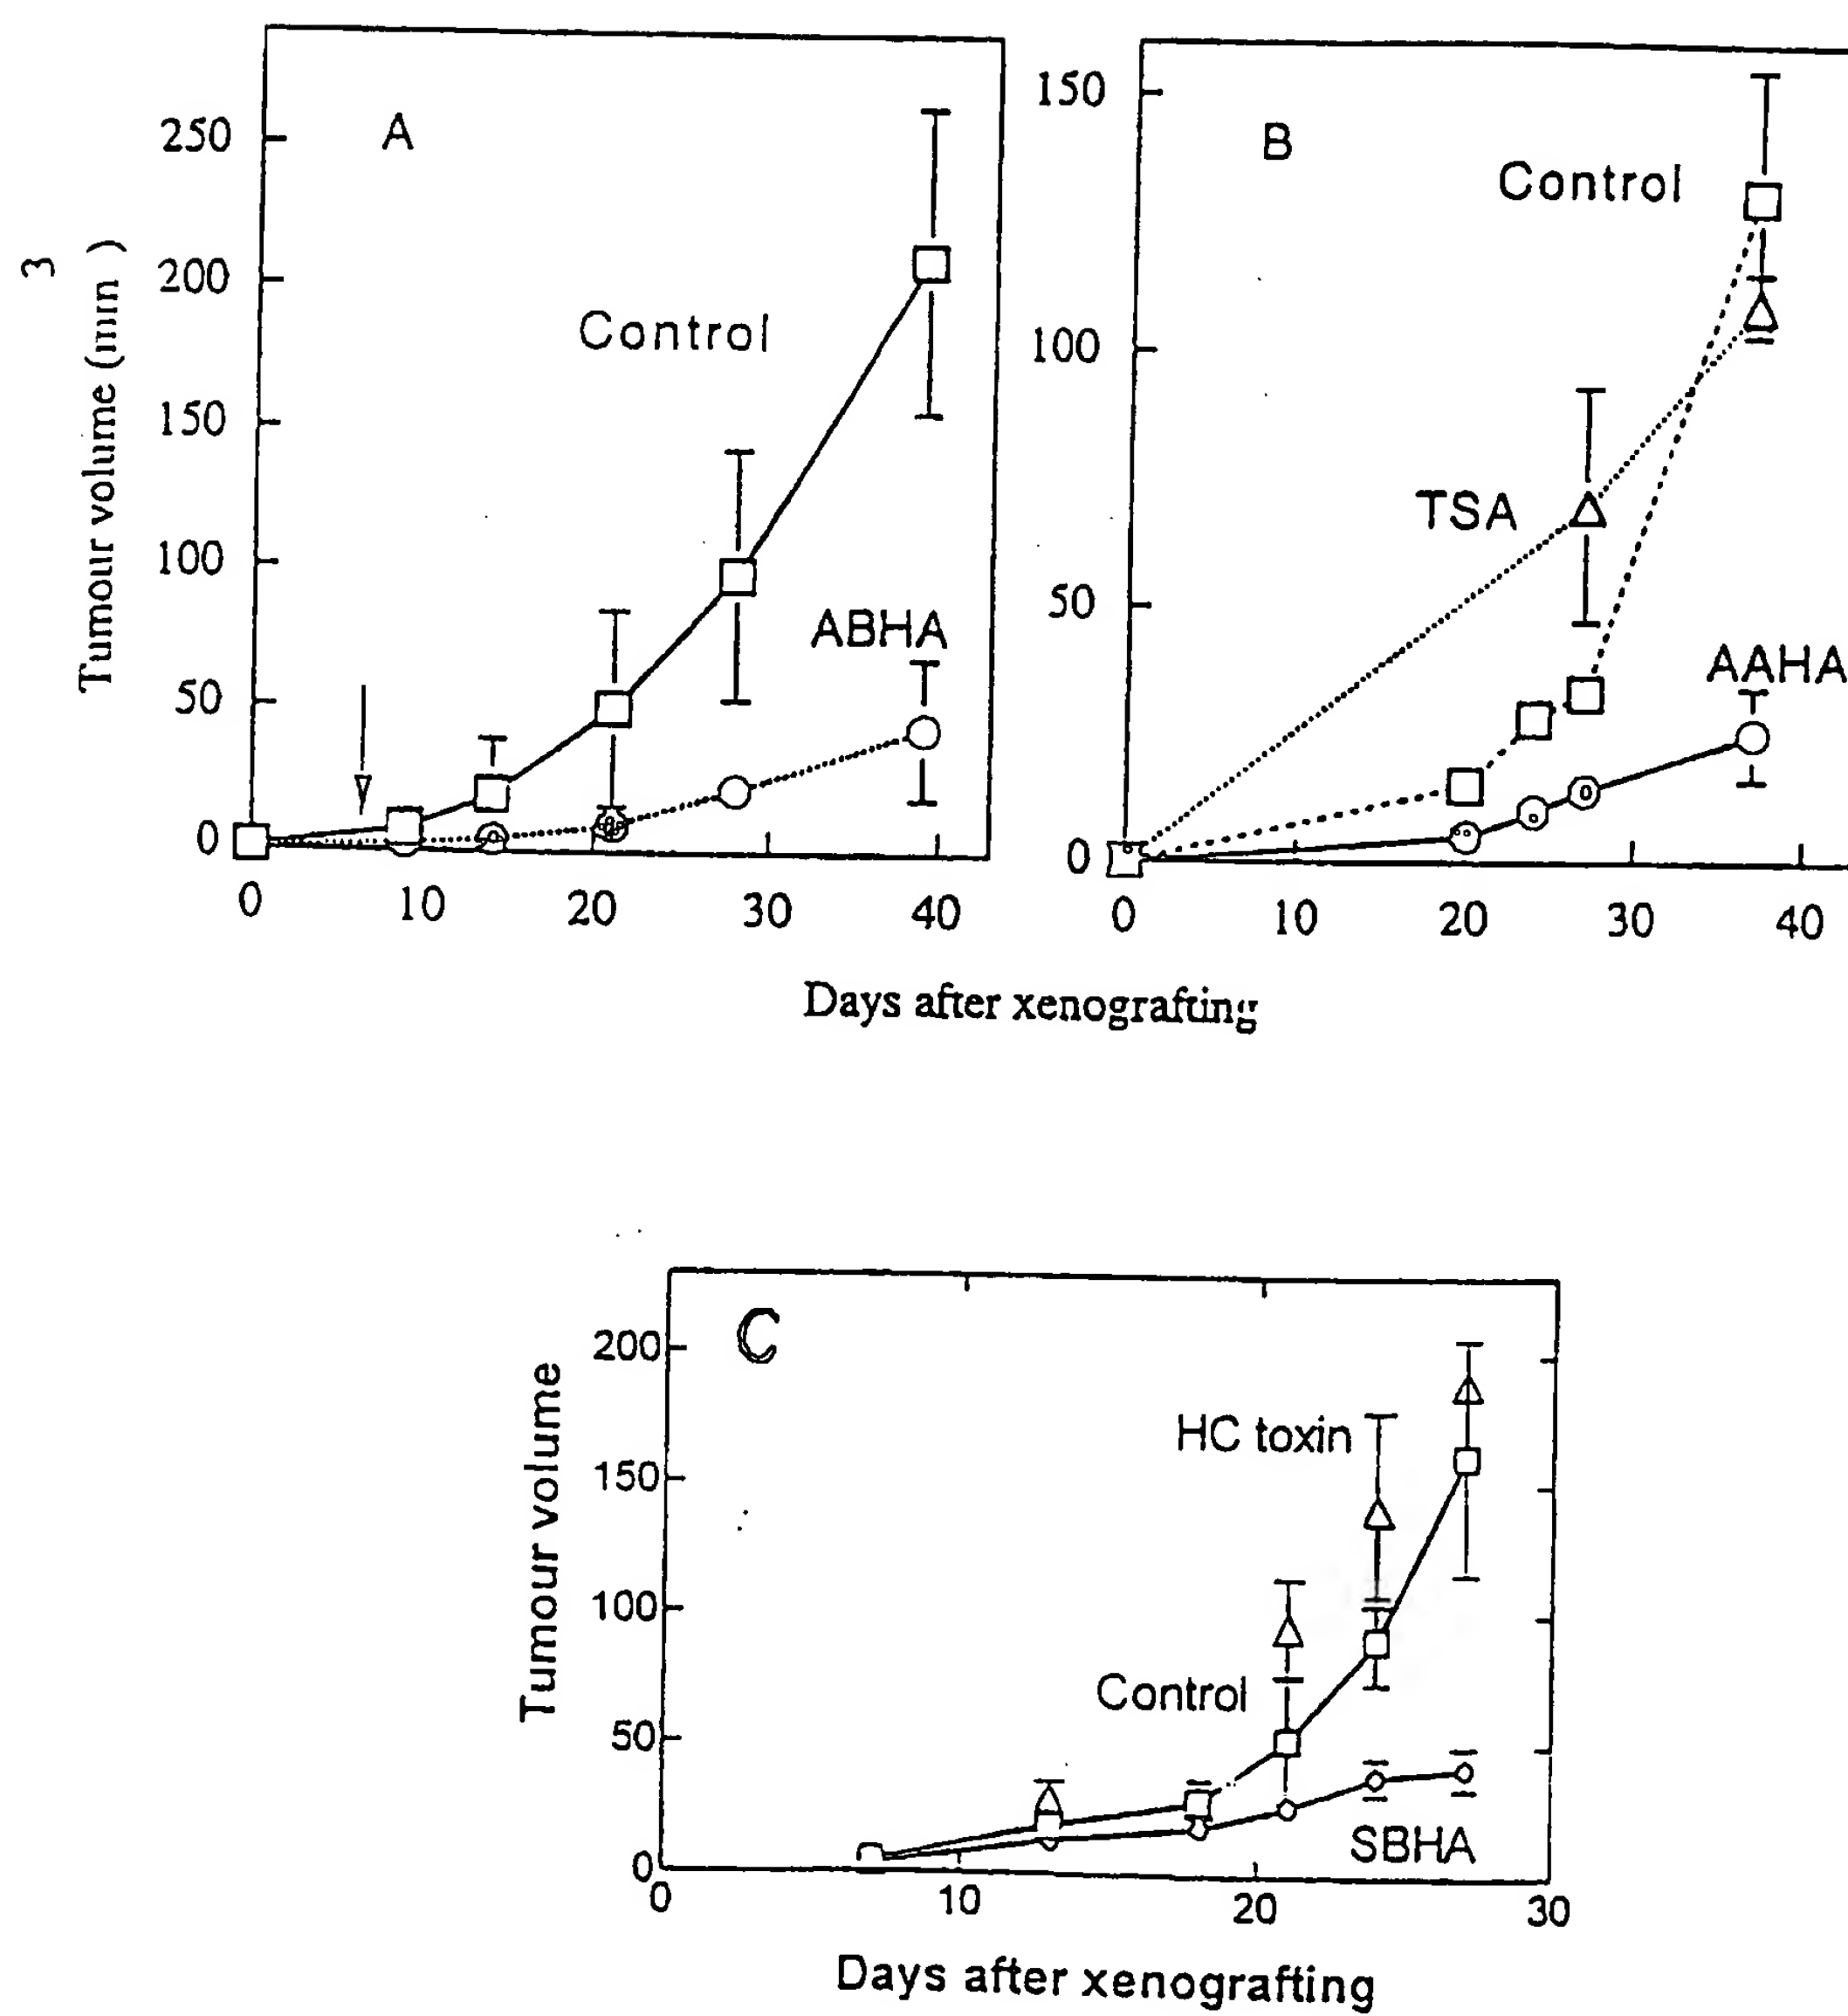 A
250
200
150
100
50
0
Tumour volume (mm
3
)
Control
ABHA
0 10 20 30 40
B
150
100
50
0
Control
TSA
AAHA
0 10 20 30 40
Days after xenografting
C
200
150
100
50
0
Tumour volume
HC toxin
Control
SBHA
0 10 20 30
Days after xenografting